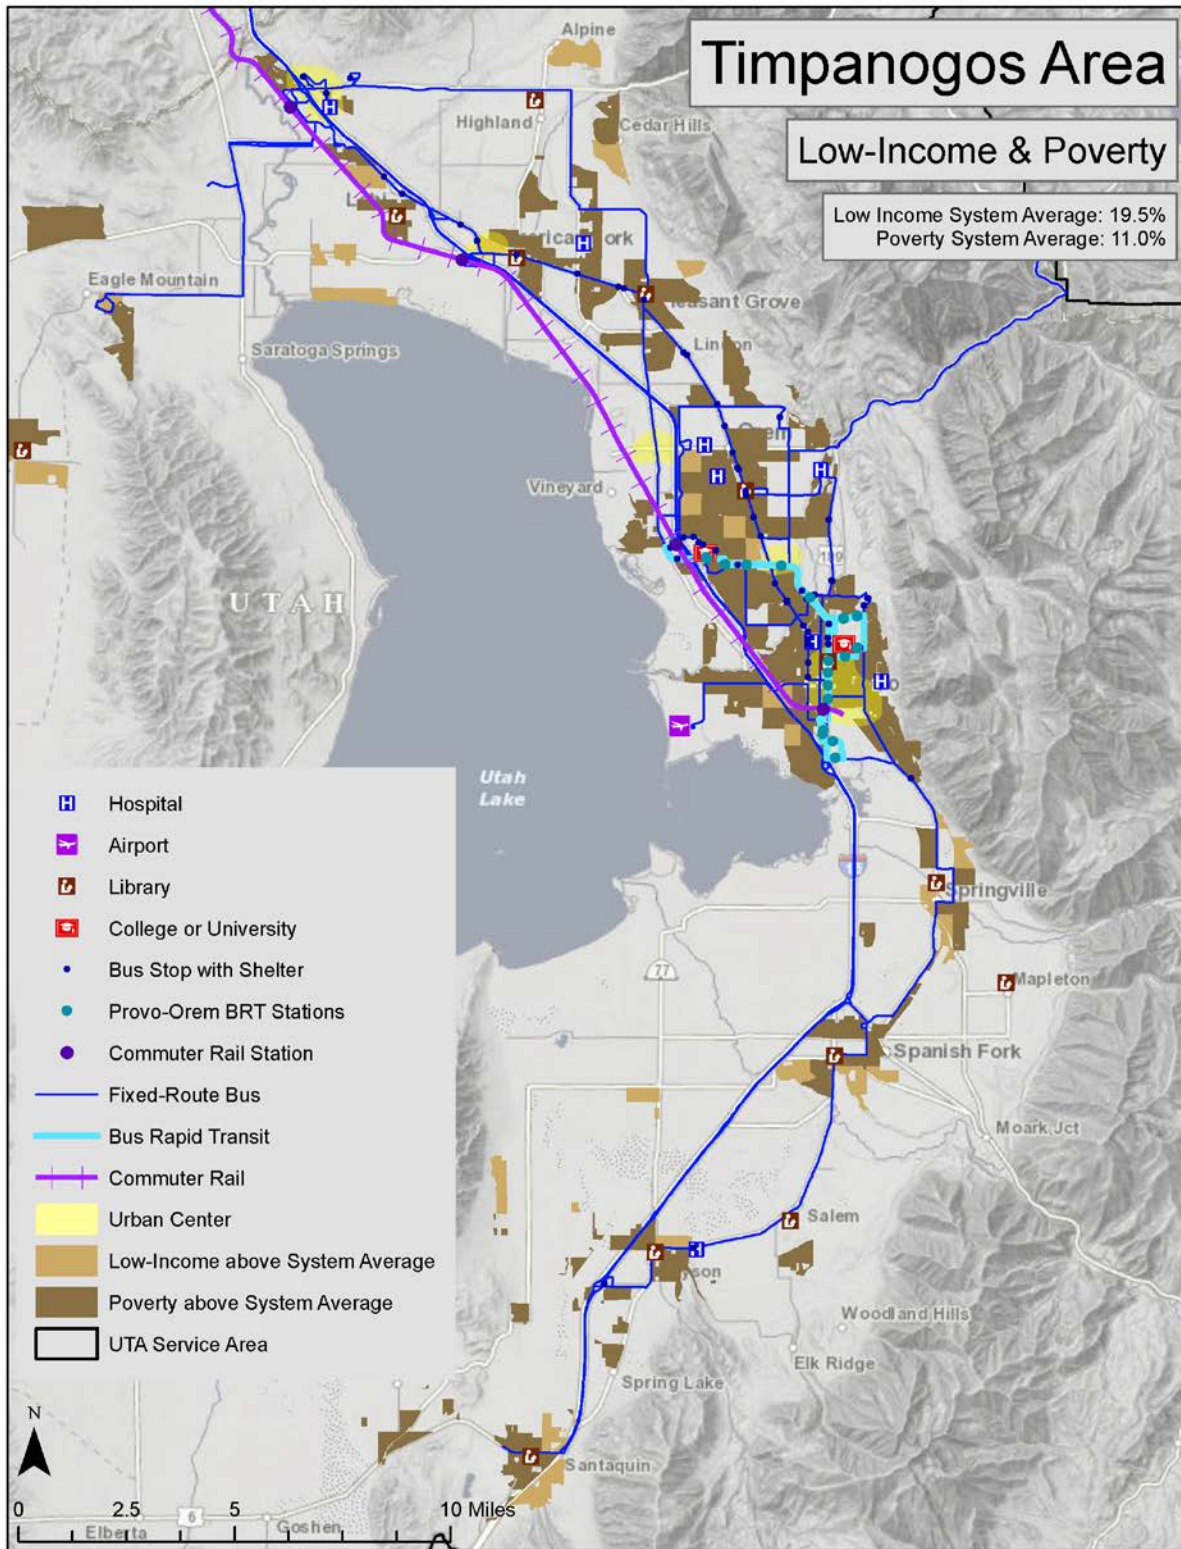 Timpanogos Area
Low-Income & Poverty
Low Income System Average: 19.5%
Poverty System Average: 11.0%
Alpine
Highland
Cedar Hills
Eagle Mountain
Saratoga Springs
Vineyard
189
UTAH
Utah
Lake
Springville
77
Mapleton
Spanish Fork
Moark Jct
Salem
Woodland Hills
Elk Ridge
Spring Lake
Santaquin
Hospital
Airport
Library
College or University
Bus Stop with Shelter
Provo-Orem BRT Stations
Commuter Rail Station
Fixed-Route Bus
Bus Rapid Transit
Commuter Rail
Urban Center
Low-Income above System Average
Poverty above System Average
UTA Service Area
N
0 2.5 5 10 Miles
Elberta
6
Goshen